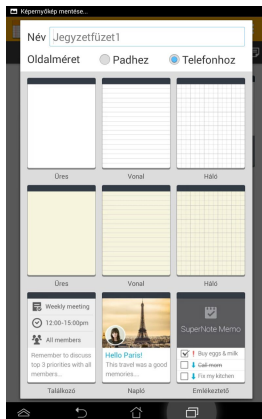 Képernyőkép mentése...
Név Jegyzetfüzet1
Oldalméret Padhez Telefonhoz
Üres Vonal Háló
Üres Vonal Háló
Weekly meeting
12:00-15:00pm
All members
Remember to discuss
top 3 priorities with all
members...
Találkozó
Hello Paris!
This travel was a good
memories...
Napló
SuperNote Memo
Buy eggs & milk
Call mom
Fix my kitchen
Emlékeztető